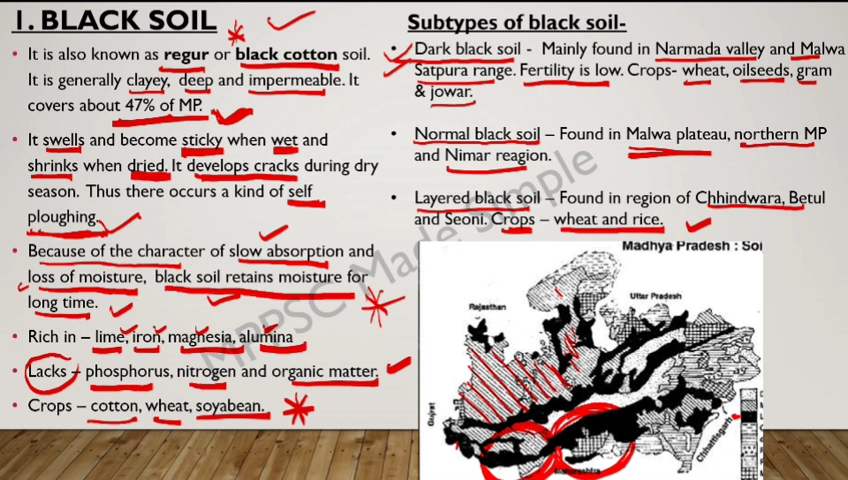 1. BLACK SOIL
• It is also known as regur or black cotton soil.
It is generally clayey, deep and impermeable. It
covers about 47% of MP.
• It swells and become sticky when wet and
shrinks when dried. It develops cracks during dry
season. Thus there occurs a kind of self
ploughing.
• Because of the character of slow absorption and
loss of moisture, black soil retains moisture for
long time.
• Rich in – lime, iron, magnesia, alumina
• Lacks – phosphorus, nitrogen and organic matter.
• Crops – cotton, wheat, soyabean.
Subtypes of black soil-
• Dark black soil - Mainly found in Narmada valley and Malwa
Satpura range. Fertility is low. Crops- wheat, oilseeds, gram
& jowar.
• Normal black soil – Found in Malwa plateau, northern MP
and Nimar reagion.
• Layered black soil – Found in region of Chhindwara, Betul
and Seoni. Crops – wheat and rice.
Madhya Pradesh : Soi
Rajasthan
Uttar Pradesh
Gujrat
Chhattisgarh
Maharashtra
MPPSC Made Simple